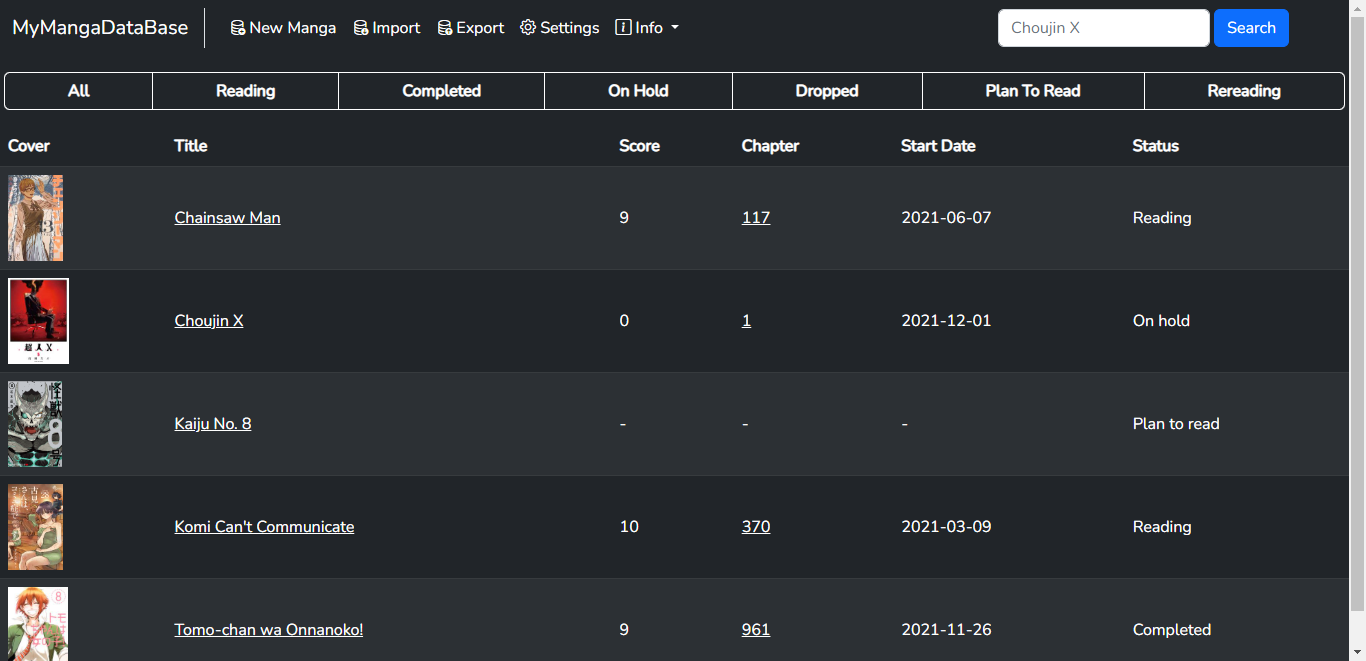 MyMangaDataBase New Manga Import Export Settings Info Choujin X Search
All Reading Completed On Hold Dropped Plan To Read Rereading
Cover Title Score Chapter Start Date Status
Chainsaw Man 9 117 2021-06-07 Reading
Choujin X 0 1 2021-12-01 On hold
超人X
Kaiju No. 8 - - - Plan to read
怪獣8号
Komi Can't Communicate 10 370 2021-03-09 Reading
Tomo-chan wa Onnanoko! 9 961 2021-11-26 Completed